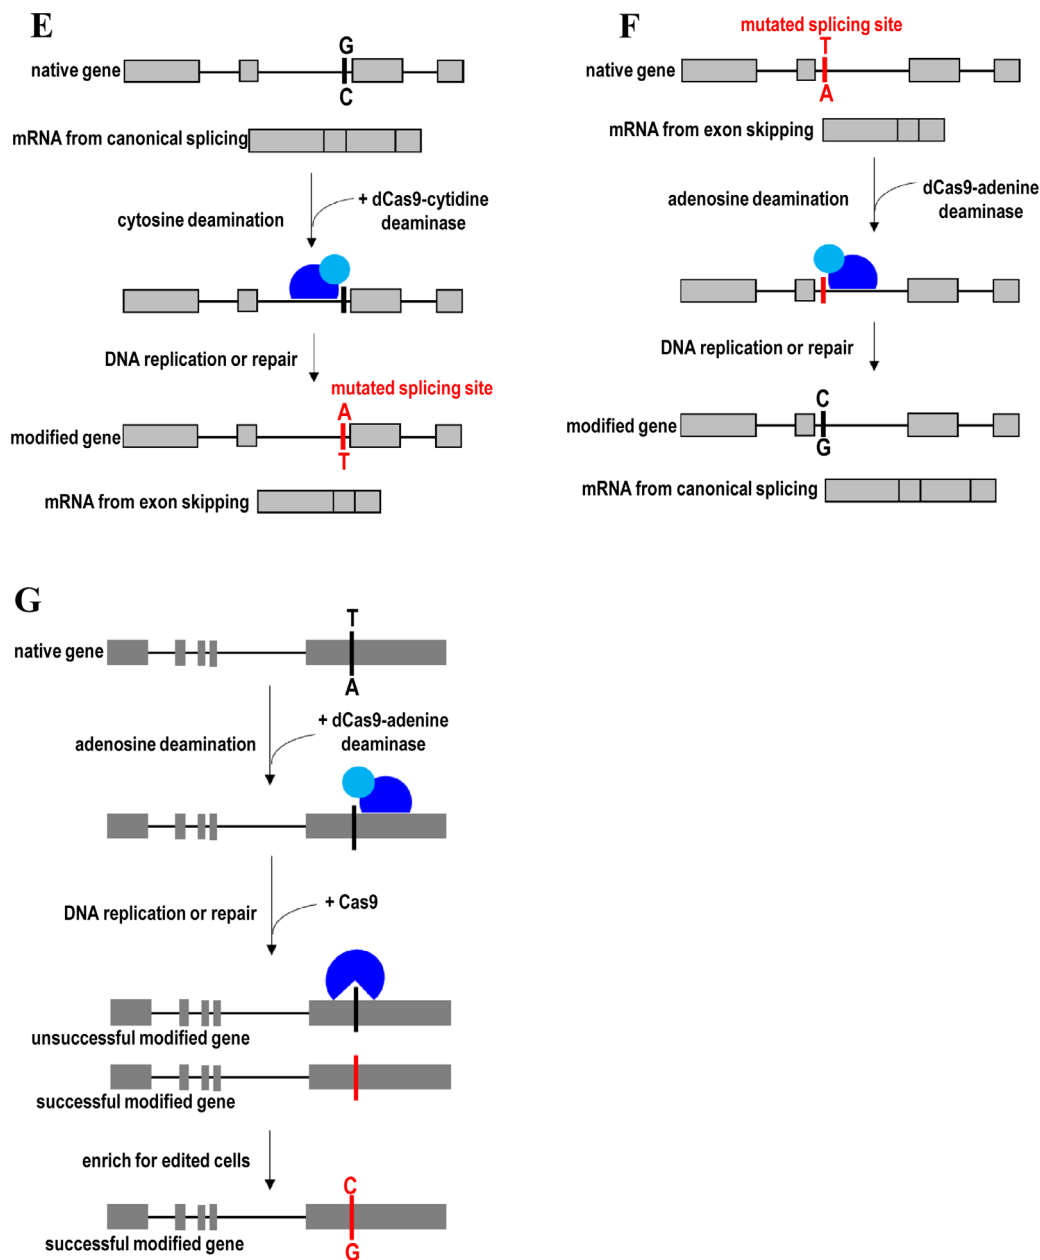 E
G
native gene
C
mRNA from canonical splicing
cytosine deamination
+ dCas9-cytidine
deaminase
DNA replication or repair
mutated splicing site
A
modified gene
T
mRNA from exon skipping
F
mutated splicing site
T
native gene
A
mRNA from exon skipping
adenosine deamination
dCas9-adenine
deaminase
DNA replication or repair
C
modified gene
G
mRNA from canonical splicing
G
T
native gene
A
adenosine deamination
+ dCas9-adenine
deaminase
DNA replication or repair
+ Cas9
unsuccessful modified gene
successful modified gene
enrich for edited cells
C
successful modified gene
G